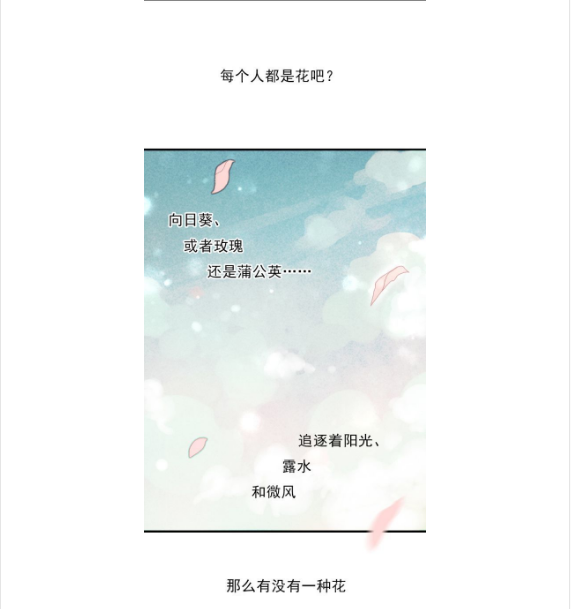 每个人都是花吧?
向日葵、
或者玫瑰
还是蒲公英……
追逐着阳光、
露水
和微风
那么有没有一种花